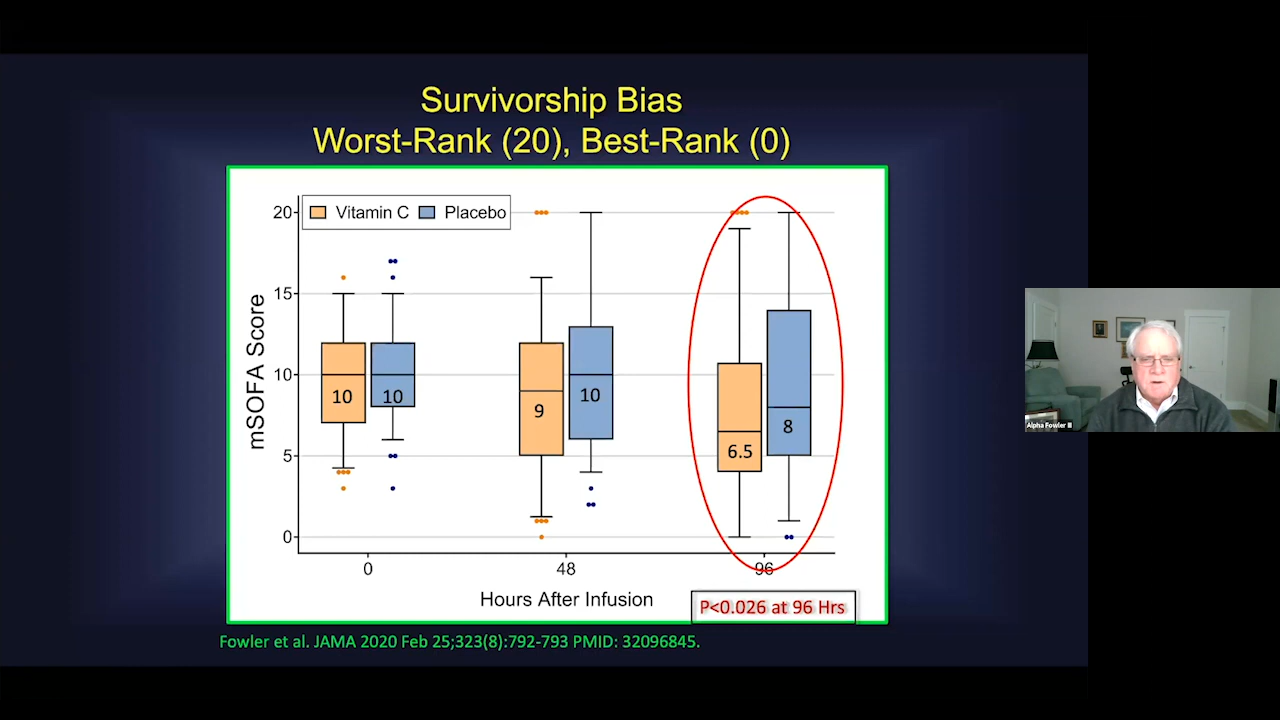 Survivorship Bias
Worst-Rank (20), Best-Rank (0)
Vitamin C
Placebo
mSOFA Score
20
15
10
5
0
10
10
9
10
6.5
8
0
48
96
Hours After Infusion
P<0.026 at 96 Hrs
Fowler et al. JAMA 2020 Feb 25;323(8):792-793 PMID: 32096845.
Alpha Fowler III